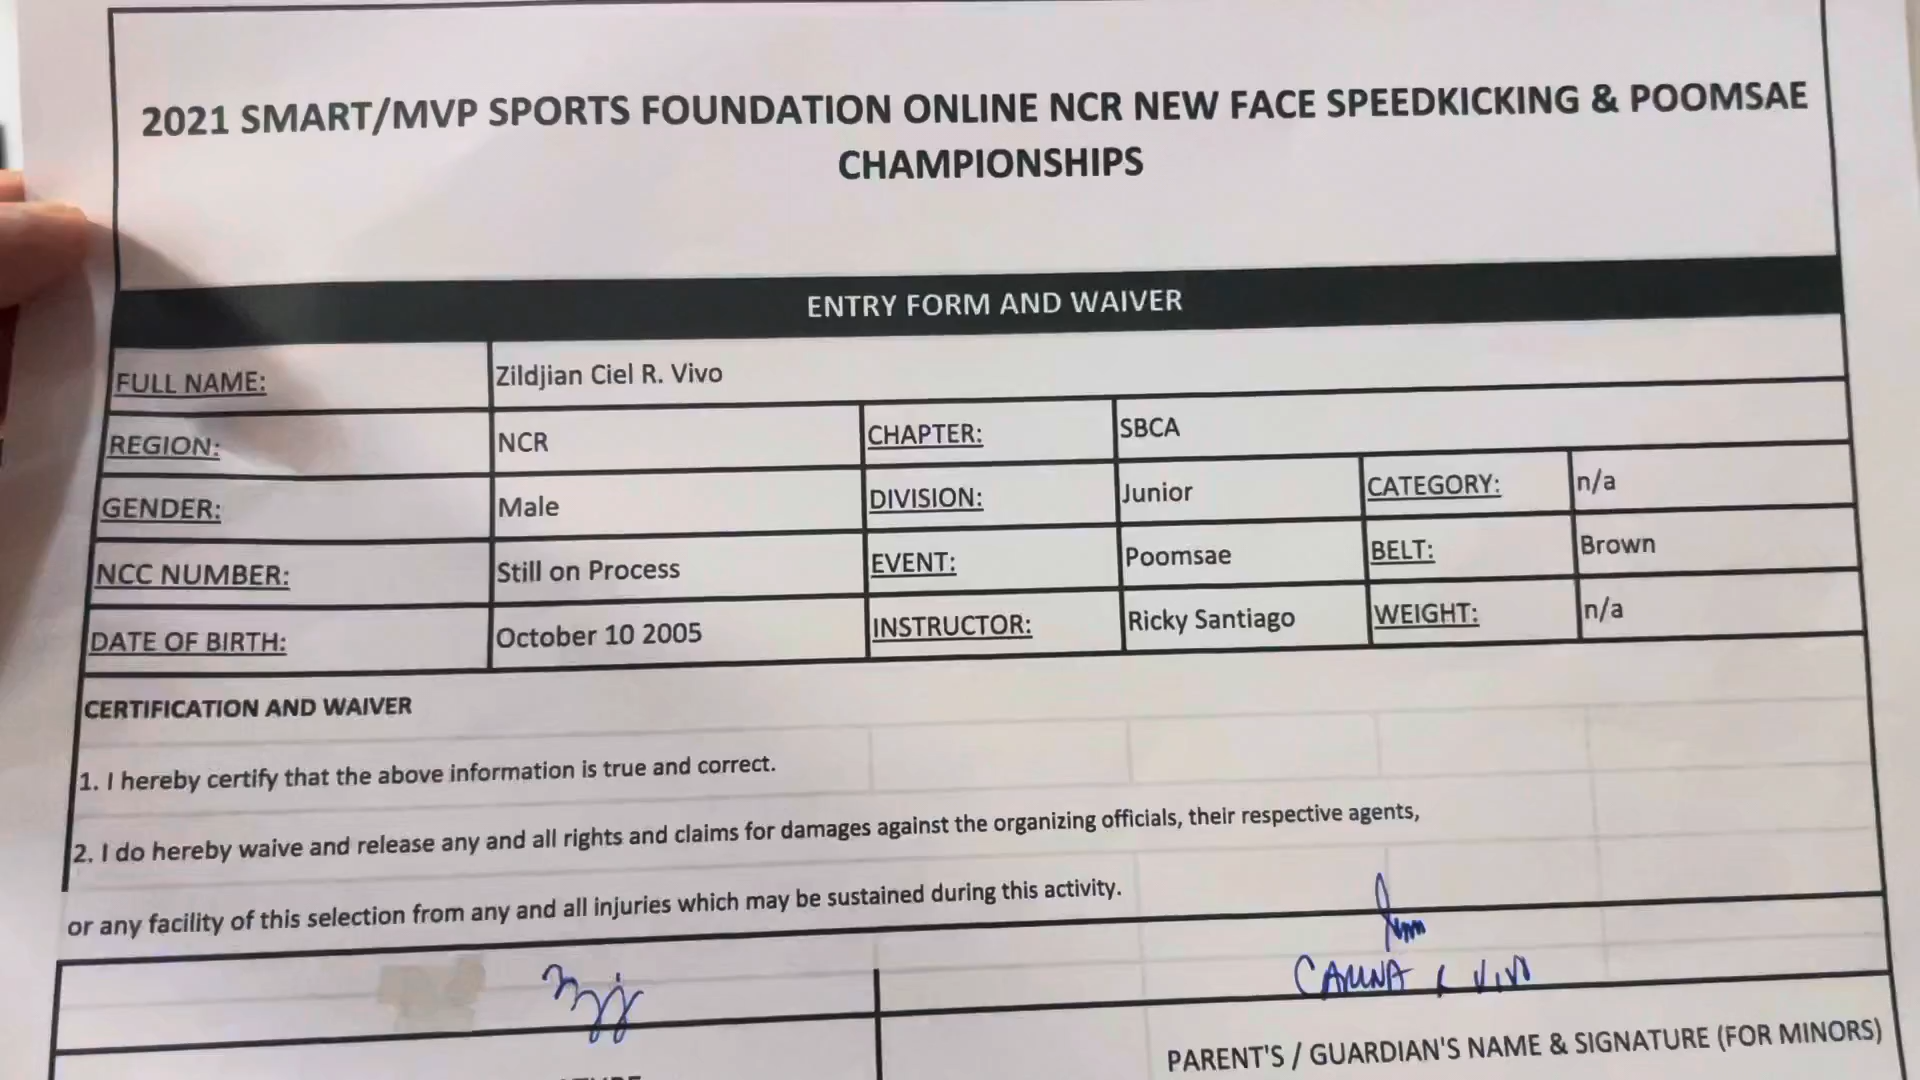 2021 SMART/MVP SPORTS FOUNDATION ONLINE NCR NEW FACE SPEEDKICKING & POOMSAE
CHAMPIONSHIPS
ENTRY FORM AND WAIVER
FULL NAME: Zildjian Ciel R. Vivo
REGION: NCR CHAPTER: SBCA
GENDER: Male DIVISION: Junior CATEGORY: n/a
NCC NUMBER: Still on Process EVENT: Poomsae BELT: Brown
DATE OF BIRTH: October 10 2005 INSTRUCTOR: Ricky Santiago WEIGHT: n/a
CERTIFICATION AND WAIVER
1. I hereby certify that the above information is true and correct.
2. I do hereby waive and release any and all rights and claims for damages against the organizing officials, their respective agents,
or any facility of this selection from any and all injuries which may be sustained during this activity.
VIVO
PARENT'S / GUARDIAN'S NAME & SIGNATURE (FOR MINORS)